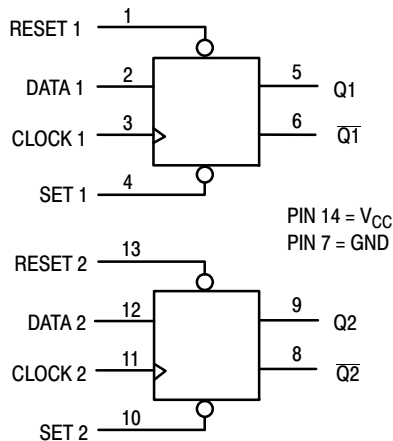 RESET 1 1
DATA 1 2 5 Q1
CLOCK 1 3 6 Q1
SET 1 4
PIN 14 = VCC
PIN 7 = GND
RESET 2 13
DATA 2 12 9 Q2
CLOCK 2 11 8 Q2
SET 2 10